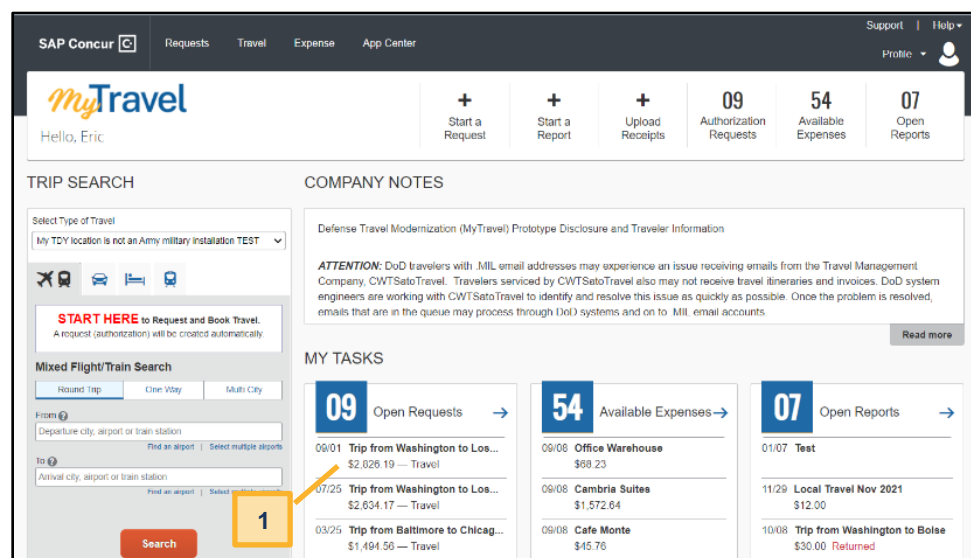 Support | Help
SAP Concur C Requests Travel Expense App Center
Profile
MyTravel
Hello, Eric
+ + + 09 54 07
Start a Request
Start a Report
Upload Receipts
Authorization Requests
Available Expenses
Open Reports
TRIP SEARCH
Select Type of Travel
My TDY location is not an Army military installation TEST
START HERE to Request and Book Travel.
A request (authorization) will be created automatically.
Mixed Flight/Train Search
Round Trip One Way Multi City
From ?
Departure city, airport or train station
Find an airport | Select multiple airports
To ?
Arrival city, airport or train station
Find an airport | Select multiple airports
Search
COMPANY NOTES
Defense Travel Modernization (MyTravel) Prototype Disclosure and Traveler Information
ATTENTION: DoD travelers with .MIL email addresses may experience an issue receiving emails from the Travel Management
Company, CWTSatoTravel. Travelers serviced by CWTSatoTravel also may not receive travel itineraries and invoices. DoD system
engineers are working with CWTSatoTravel to identify and resolve this issue as quickly as possible. Once the problem is resolved,
emails that are in the queue may process through DoD systems and on to .MIL email accounts.
Read more
MY TASKS
09 Open Requests →
09/01 Trip from Washington to Los...
$2,826.19 — Travel
07/25 Trip from Washington to Los...
$2,634.17 — Travel
03/25 Trip from Baltimore to Chicag...
$1,494.56 — Travel
1
54 Available Expenses →
09/08 Office Warehouse
$68.23
09/08 Cambria Suites
$1,572.64
09/08 Cafe Monte
$45.76
07 Open Reports →
01/07 Test
11/29 Local Travel Nov 2021
$12.00
10/08 Trip from Washington to Boise
$30.00 Returned